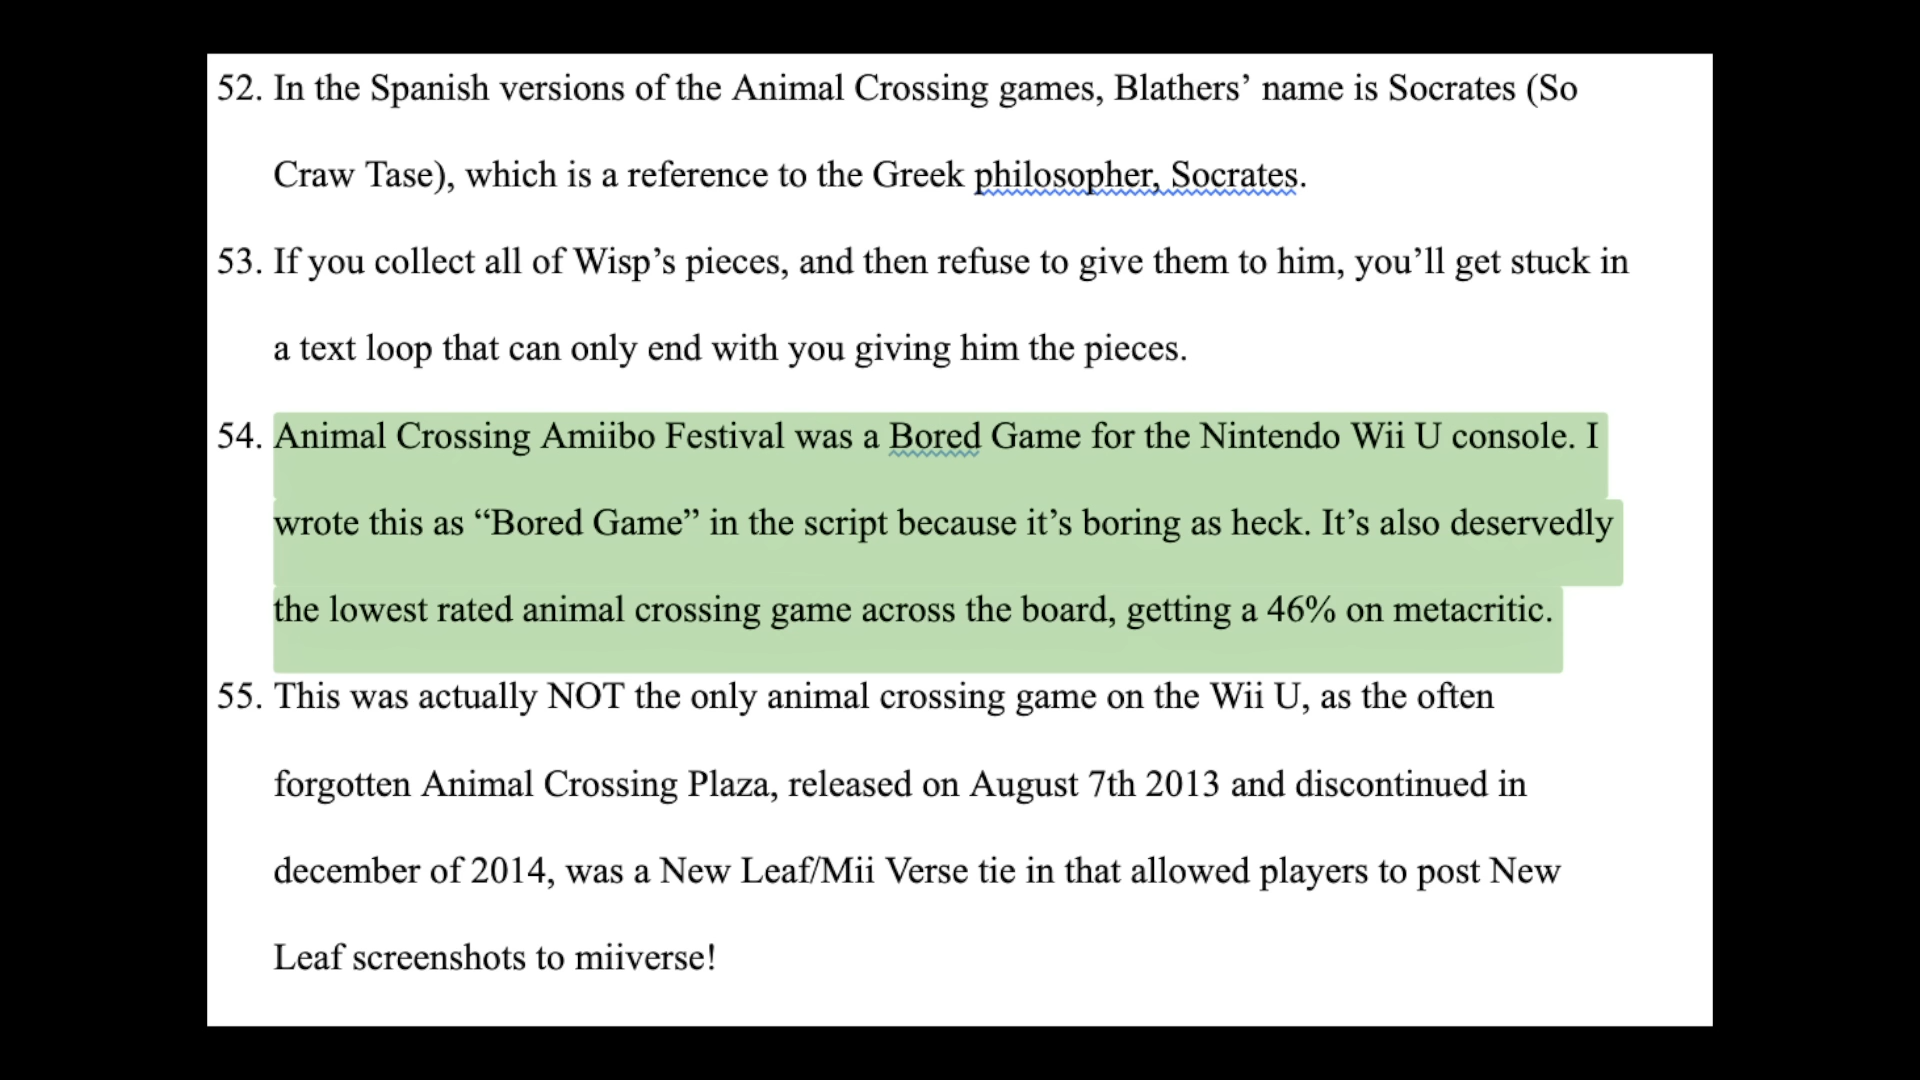 52. In the Spanish versions of the Animal Crossing games, Blathers’ name is Socrates (So
Craw Tase), which is a reference to the Greek philosopher, Socrates.
53. If you collect all of Wisp’s pieces, and then refuse to give them to him, you’ll get stuck in
a text loop that can only end with you giving him the pieces.
54. Animal Crossing Amiibo Festival was a Bored Game for the Nintendo Wii U console. I
wrote this as “Bored Game” in the script because it’s boring as heck. It’s also deservedly
the lowest rated animal crossing game across the board, getting a 46% on metacritic.
55. This was actually NOT the only animal crossing game on the Wii U, as the often
forgotten Animal Crossing Plaza, released on August 7th 2013 and discontinued in
december of 2014, was a New Leaf/Mii Verse tie in that allowed players to post New
Leaf screenshots to miiverse!